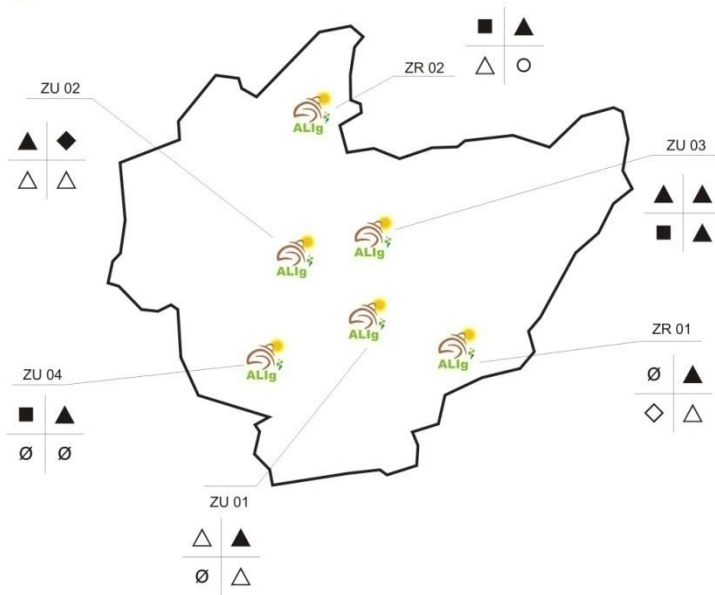 ZR 02
ALIg
ZU 02
ZU 03
ALIg
ALIg
ALIg
ZR 01
ALIg
ALIg
ZU 04
Ø
Ø Ø
ZU 01
Ø